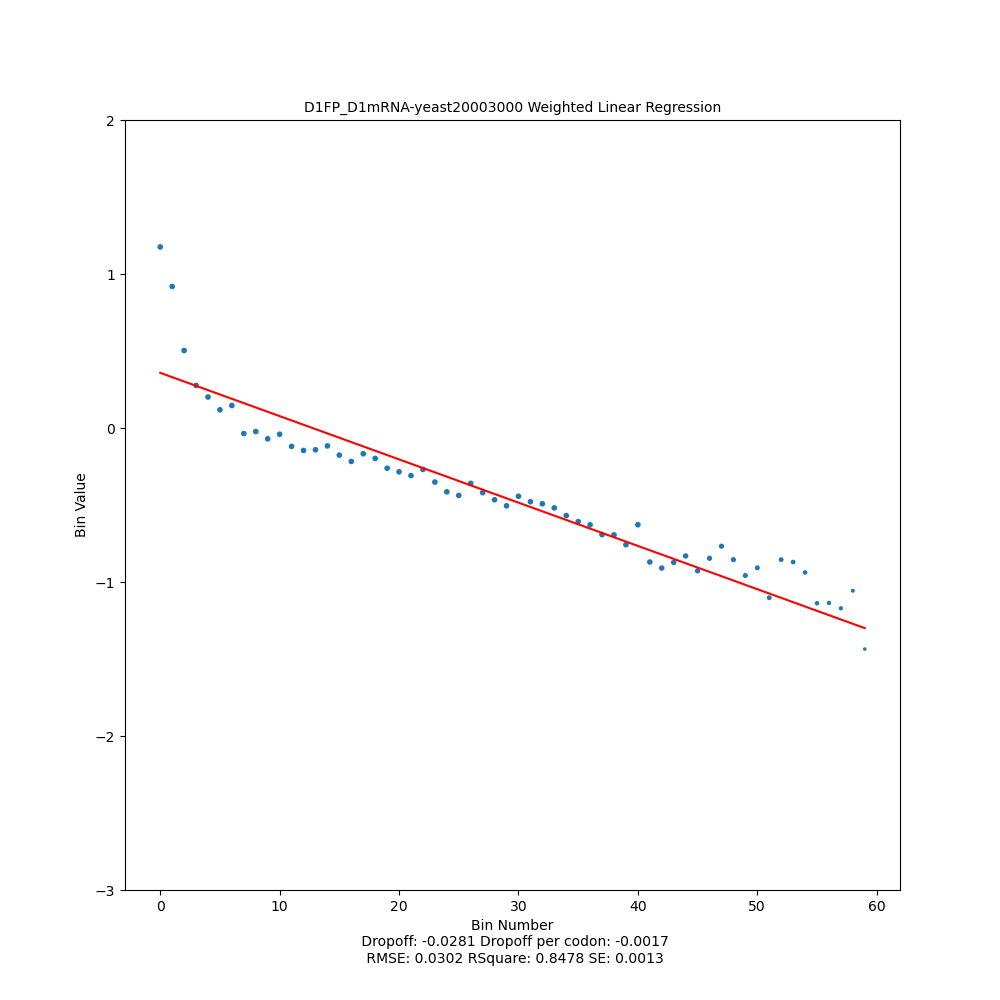 D1FP_D1mRNA-yeast20003000 Weighted Linear Regression
2
1
0
−1
−2
−3
Bin Value
0 10 20 30 40 50 60
Bin Number
Dropoff: -0.0281 Dropoff per codon: -0.0017
RMSE: 0.0302 RSquare: 0.8478 SE: 0.0013